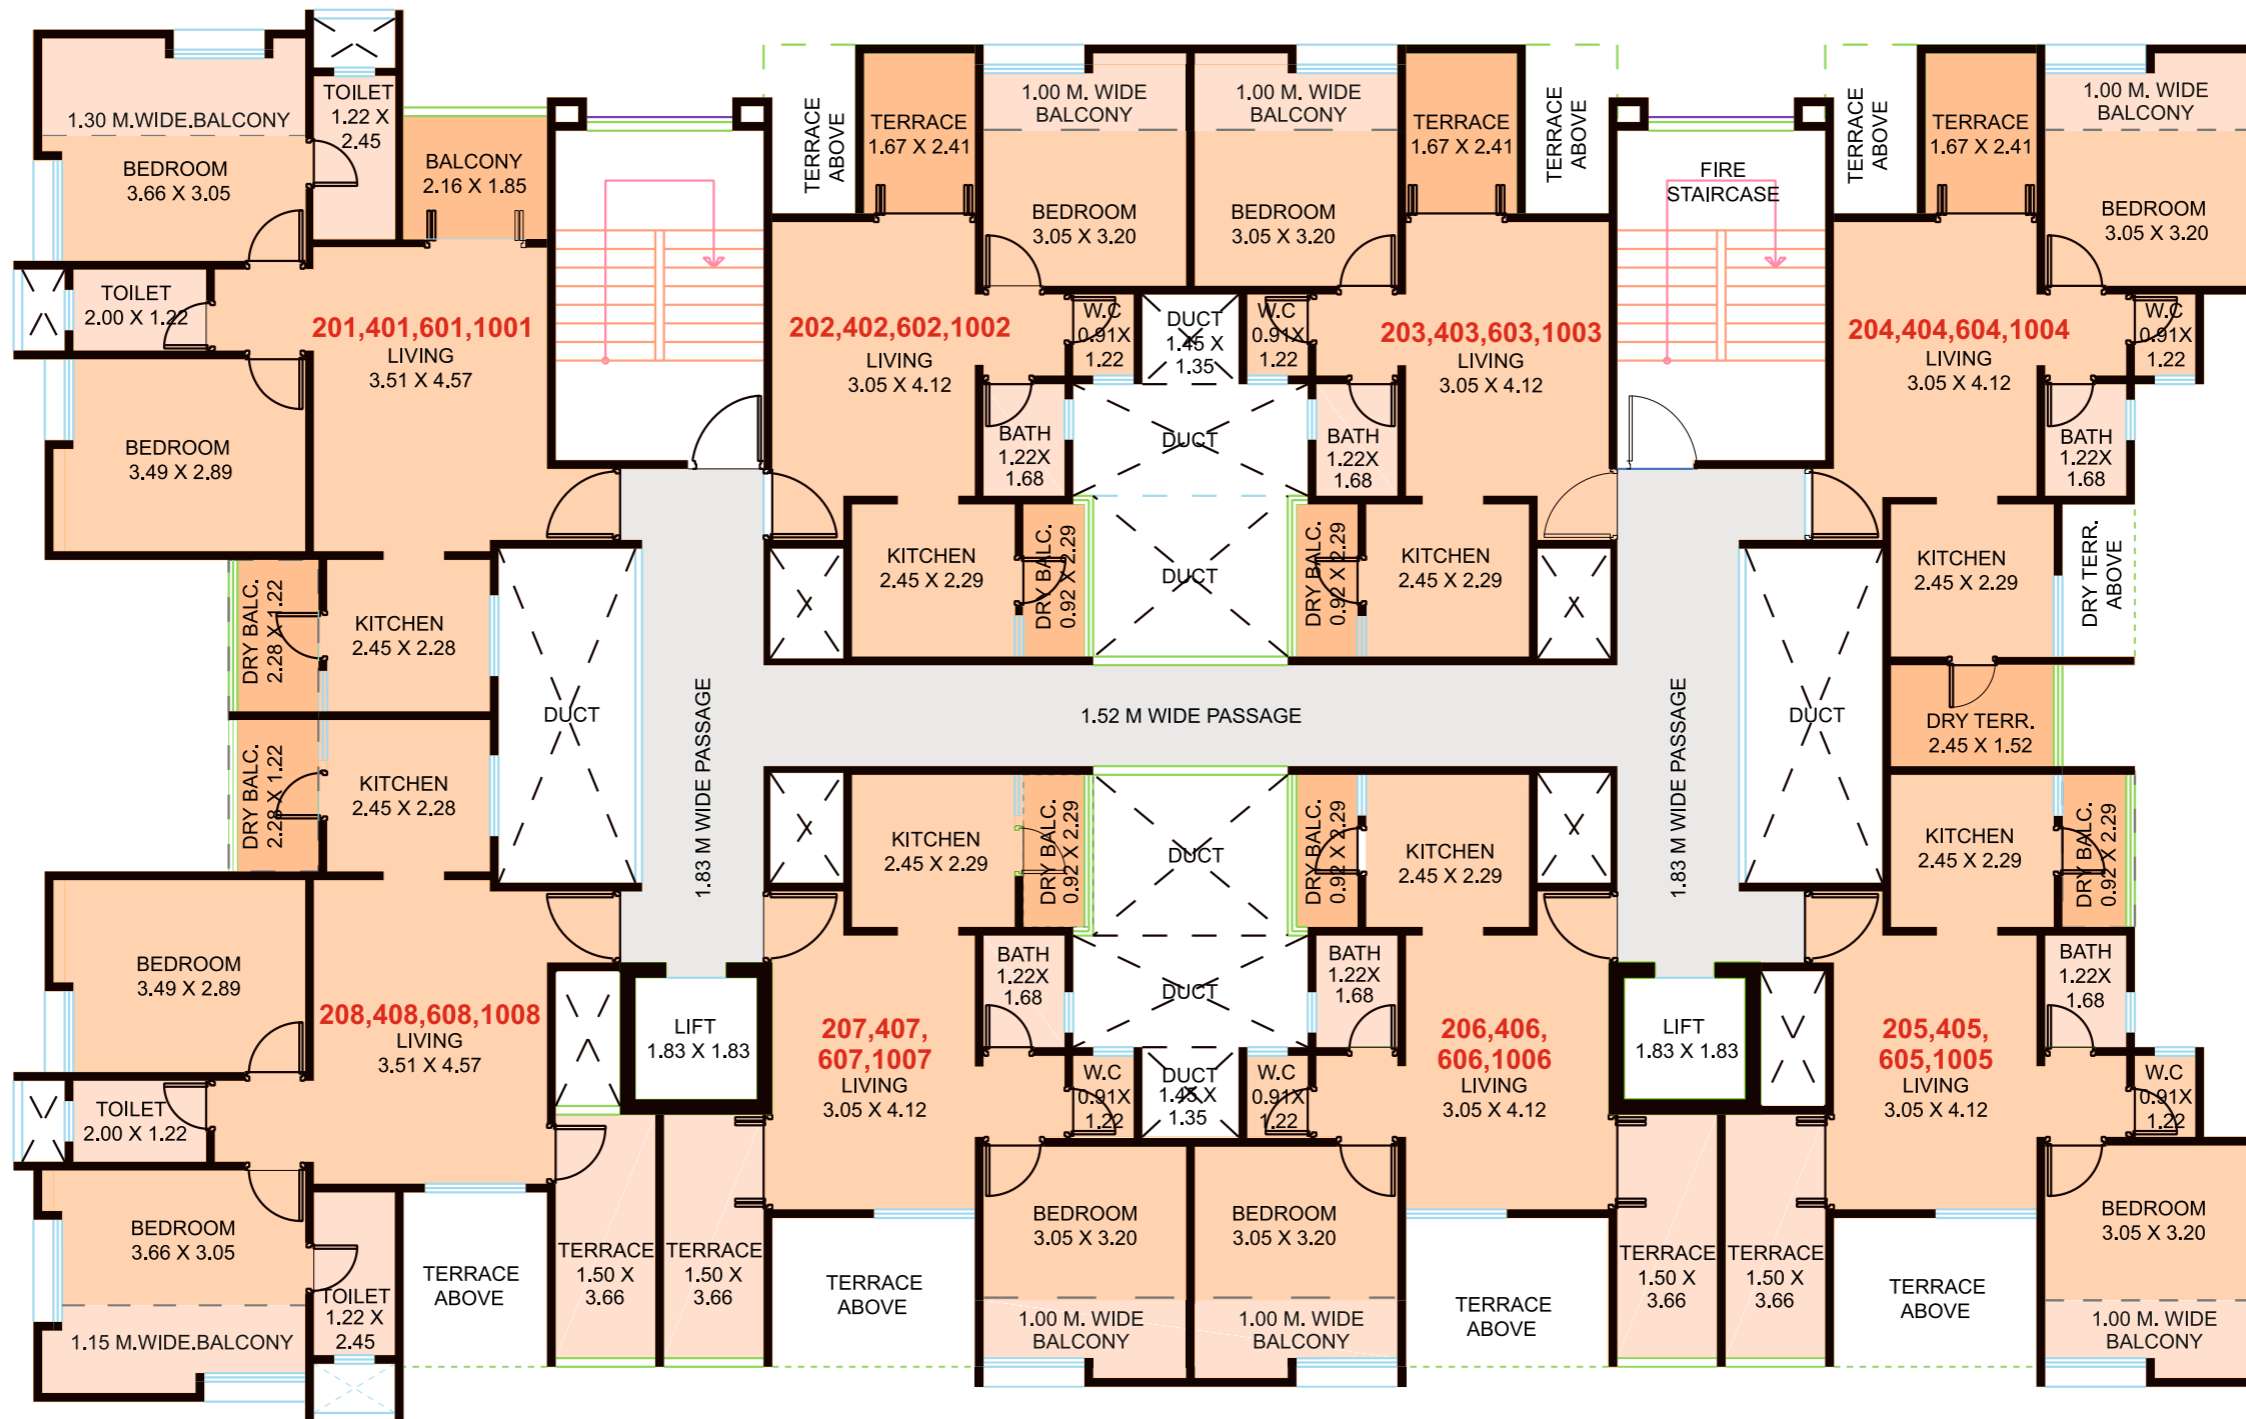 TOILET
1.22 X
2.45
1.30 M.WIDE.BALCONY
BEDROOM
3.66 X 3.05
BALCONY
2.16 X 1.85
TOILET
2.00 X 1.22
201,401,601,1001
LIVING
3.51 X 4.57
BEDROOM
3.49 X 2.89
DRY BALC.
2.28 X 1.22
KITCHEN
2.45 X 2.28
DUCT
TERRACE
ABOVE
TERRACE
1.67 X 2.41
1.00 M. WIDE
BALCONY
BEDROOM
3.05 X 3.20
202,402,602,1002
LIVING
3.05 X 4.12
W.C
0.91X
1.22
BATH
1.22X
1.68
KITCHEN
2.45 X 2.29
DRY BALC.
0.92 X 2.29
DUCT
1.45 X
1.35
DUCT
DUCT
1.00 M. WIDE
BALCONY
BEDROOM
3.05 X 3.20
TERRACE
1.67 X 2.41
TERRACE
ABOVE
W.C
0.91X
1.22
203,403,603,1003
LIVING
3.05 X 4.12
BATH
1.22X
1.68
DRY BALC.
0.92 X 2.29
KITCHEN
2.45 X 2.29
FIRE
STAIRCASE
TERRACE
ABOVE
TERRACE
1.67 X 2.41
1.00 M. WIDE
BALCONY
BEDROOM
3.05 X 3.20
204,404,604,1004
LIVING
3.05 X 4.12
W.C
0.91X
1.22
BATH
1.22X
1.68
KITCHEN
2.45 X 2.29
DRY TERR.
ABOVE
DRY TERR.
2.45 X 1.52
DUCT
1.83 M WIDE PASSAGE
1.52 M WIDE PASSAGE
1.83 M WIDE PASSAGE
DRY BALC.
2.28 X 1.22
KITCHEN
2.45 X 2.28
BEDROOM
3.49 X 2.89
208,408,608,1008
LIVING
3.51 X 4.57
TOILET
2.00 X 1.22
BEDROOM
3.66 X 3.05
1.15 M.WIDE.BALCONY
TOILET
1.22 X
2.45
TERRACE
ABOVE
TERRACE
1.50 X
3.66
LIFT
1.83 X 1.83
KITCHEN
2.45 X 2.29
DRY BALC.
0.92 X 2.29
BATH
1.22X
1.68
207,407,
607,1007
LIVING
3.05 X 4.12
W.C
0.91X
1.22
TERRACE
1.50 X
3.66
TERRACE
ABOVE
BEDROOM
3.05 X 3.20
1.00 M. WIDE
BALCONY
DUCT
DUCT
DUCT
1.45 X
1.35
DRY BALC.
0.92 X 2.29
KITCHEN
2.45 X 2.29
BATH
1.22X
1.68
206,406,
606,1006
LIVING
3.05 X 4.12
W.C
0.91X
1.22
BEDROOM
3.05 X 3.20
1.00 M. WIDE
BALCONY
TERRACE
ABOVE
TERRACE
1.50 X
3.66
LIFT
1.83 X 1.83
KITCHEN
2.45 X 2.29
DRY BALC.
0.92 X 2.29
BATH
1.22X
1.68
205,405,
605,1005
LIVING
3.05 X 4.12
W.C
0.91X
1.22
TERRACE
1.50 X
3.66
TERRACE
ABOVE
BEDROOM
3.05 X 3.20
1.00 M. WIDE
BALCONY